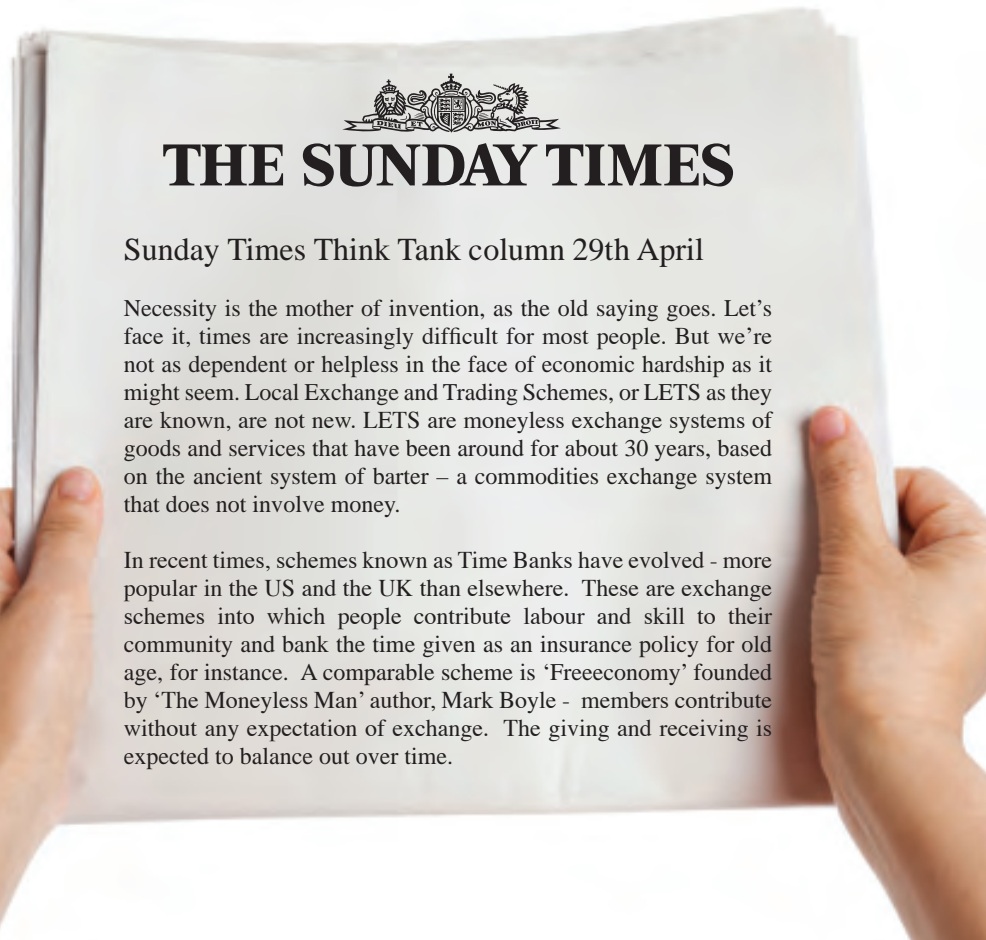 DIEU ET MON DROIT
THE SUNDAY TIMES
Sunday Times Think Tank column 29th April
Necessity is the mother of invention, as the old saying goes. Let's
face it, times are increasingly difficult for most people. But we're
not as dependent or helpless in the face of economic hardship as it
might seem. Local Exchange and Trading Schemes, or LETS as they
are known, are not new. LETS are moneyless exchange systems of
goods and services that have been around for about 30 years, based
on the ancient system of barter – a commodities exchange system
that does not involve money.
In recent times, schemes known as Time Banks have evolved - more
popular in the US and the UK than elsewhere. These are exchange
schemes into which people contribute labour and skill to their
community and bank the time given as an insurance policy for old
age, for instance. A comparable scheme is ‘Freeeconomy’ founded
by ‘The Moneyless Man’ author, Mark Boyle - members contribute
without any expectation of exchange. The giving and receiving is
expected to balance out over time.